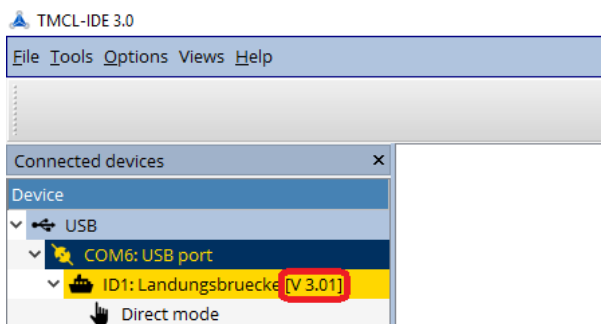 TMCL-IDE 3.0
File Tools Options Views Help
Connected devices
Device
USB
COM6: USB port
ID1: Landungsbruecke [V 3.01]
Direct mode